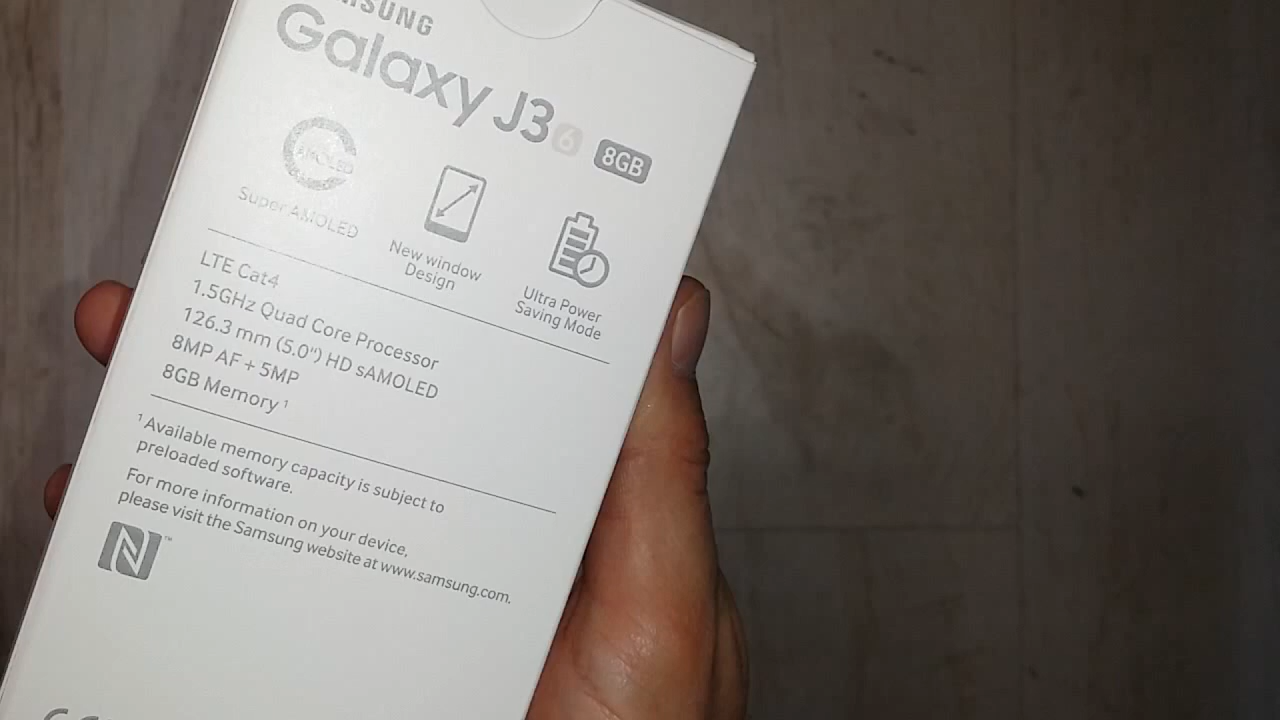 SAMSUNG
Galaxy J3 6 8GB
AMOLED
Super AMOLED
New window
Design
Ultra Power
Saving Mode
LTE Cat4
1.5GHz Quad Core Processor
126.3 mm (5.0") HD sAMOLED
8MP AF + 5MP
8GB Memory ¹
¹ Available memory capacity is subject to
preloaded software.
For more information on your device,
please visit the Samsung website at www.samsung.com.
N™